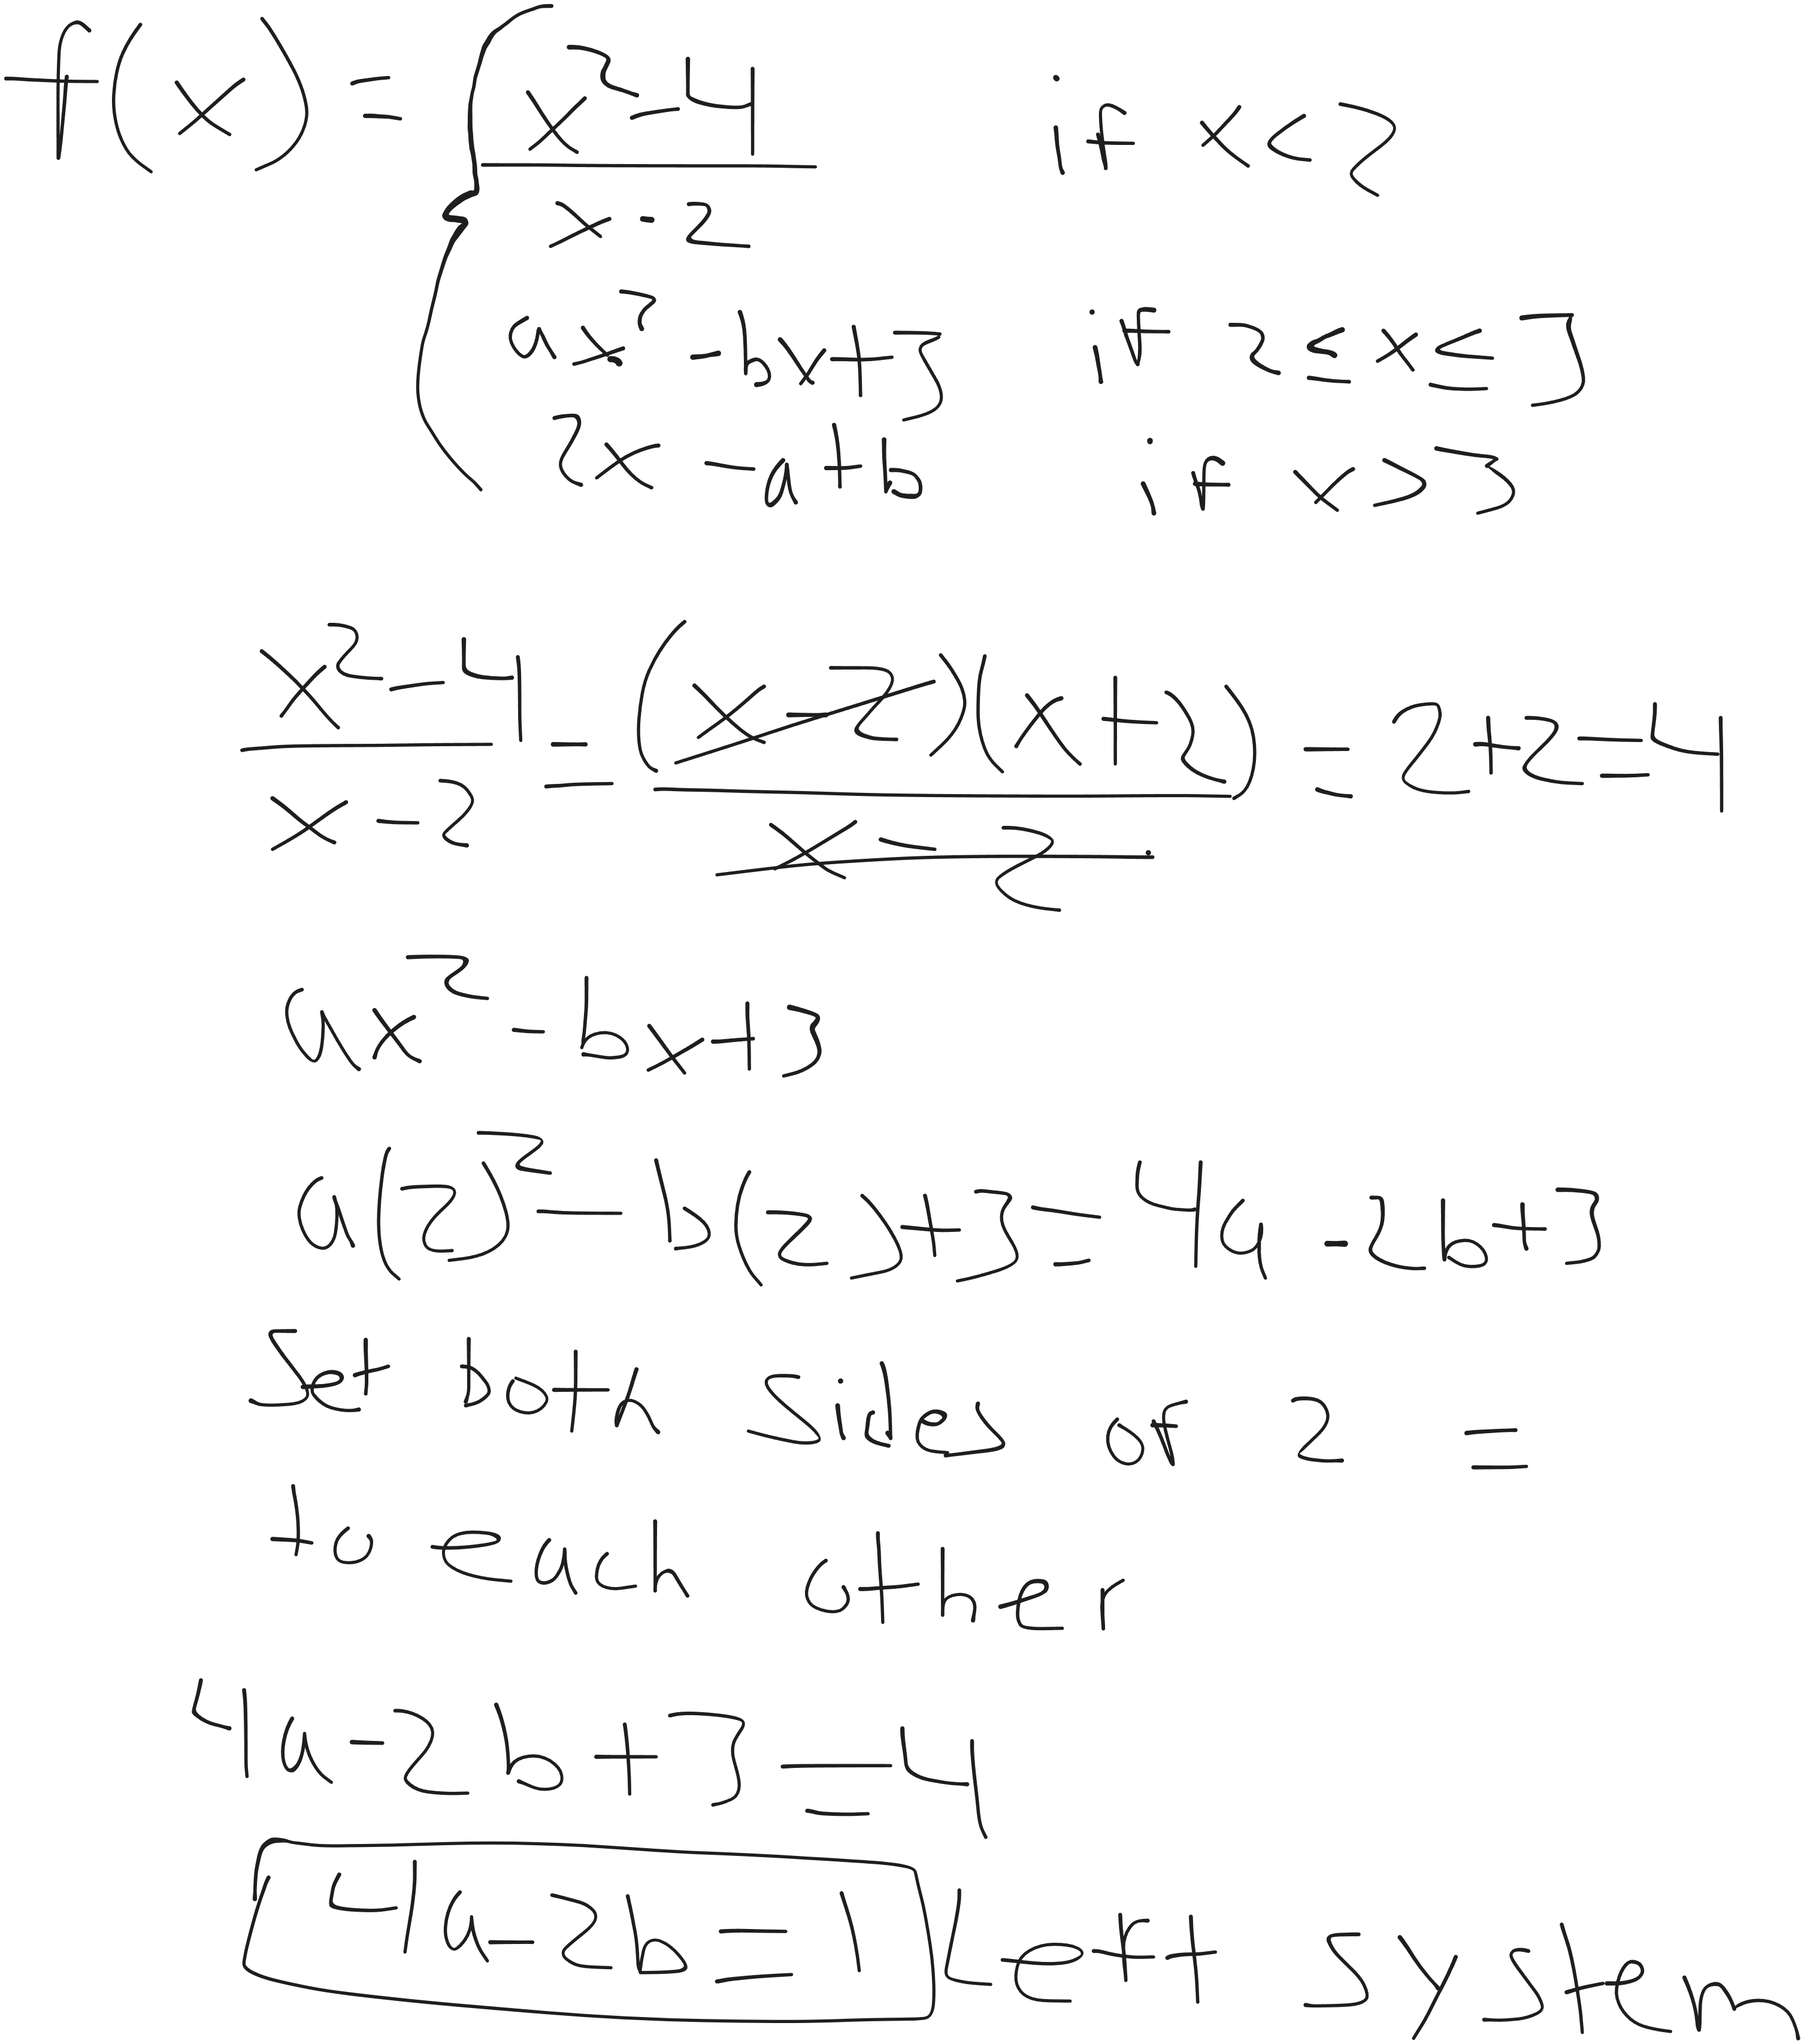 f(x) = { x² - 4 / x - 2 if x < 2
ax² - bx + 3 if 2 ≤ x ≤ 3
2x - a + b if x > 3
x² - 4 / x - 2 = (x - 2)(x + 2) / x - 2 = 2 + 2 = 4
ax² - bx + 3
a(2)² - b(2) + 3 = 4a - 2b + 3
Set both sides of 2 =
to each other
4a - 2b + 3 = 4
4a - 2b = 1 Left system